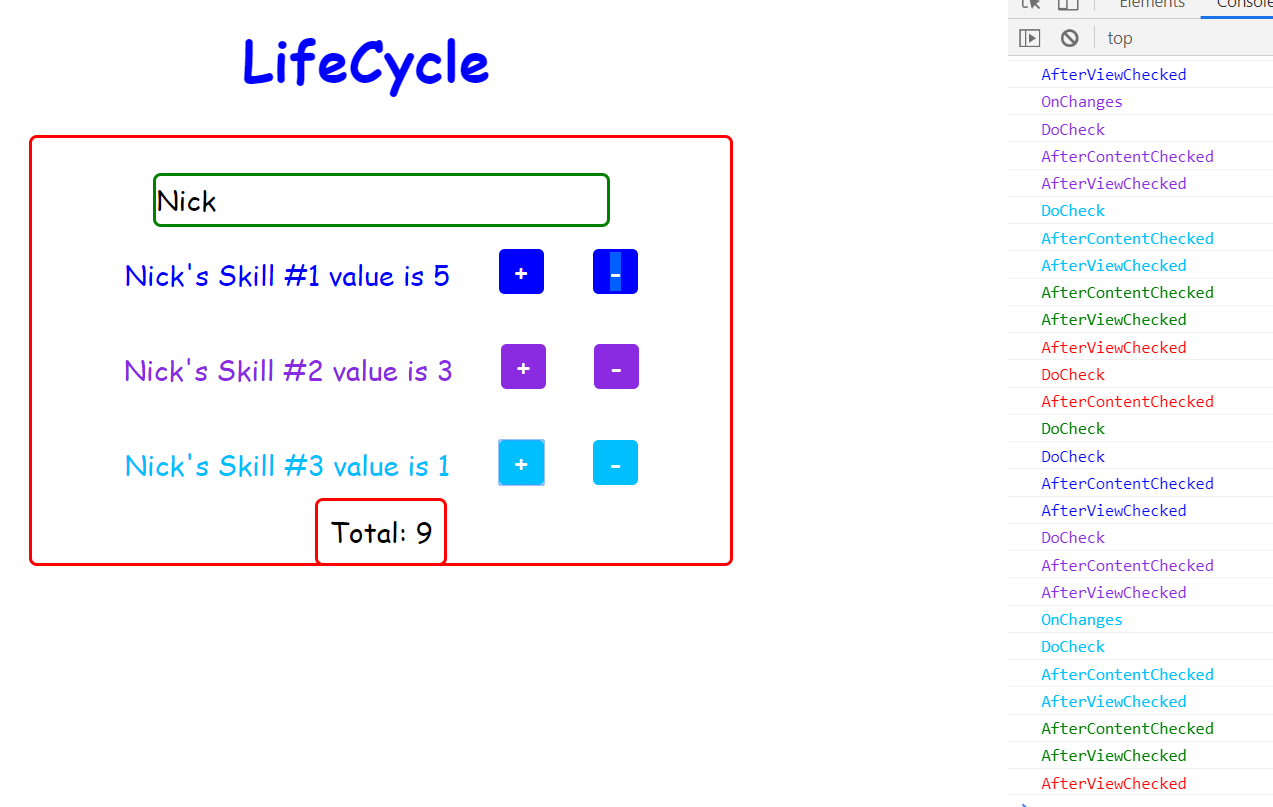 LifeCycle
Nick
Nick's Skill #1 value is 5 + -
Nick's Skill #2 value is 3 + -
Nick's Skill #3 value is 1 + -
Total: 9
Elements Console
top
AfterViewChecked
OnChanges
DoCheck
AfterContentChecked
AfterViewChecked
DoCheck
AfterContentChecked
AfterViewChecked
AfterContentChecked
AfterViewChecked
AfterViewChecked
DoCheck
AfterContentChecked
DoCheck
DoCheck
AfterContentChecked
AfterViewChecked
DoCheck
AfterContentChecked
AfterViewChecked
OnChanges
DoCheck
AfterContentChecked
AfterViewChecked
AfterContentChecked
AfterViewChecked
AfterViewChecked